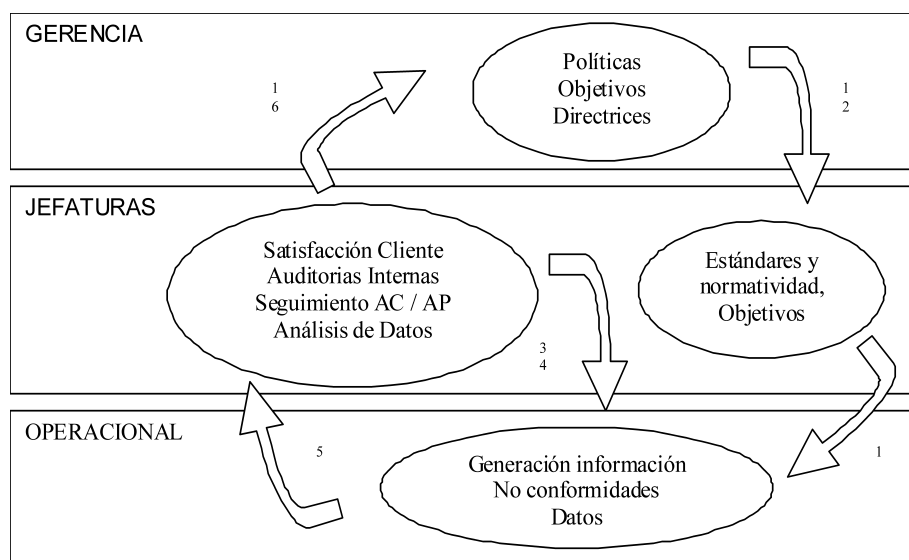 GERENCIA
Políticas
Objetivos
Directrices
1
6
1
2
JEFATURAS
Satisfacción Cliente
Auditorias Internas
Seguimiento AC / AP
Análisis de Datos
Estándares y
normatividad,
Objetivos
3
4
OPERACIONAL
5
Generación información
No conformidades
Datos
1